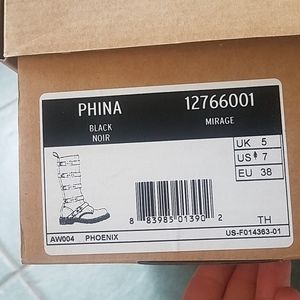 PHINA 12766001
BLACK MIRAGE
NOIR
UK 5
US 7
EU 38
8 83985 01390 2
TH
AW004 PHOENIX US-F014363-01